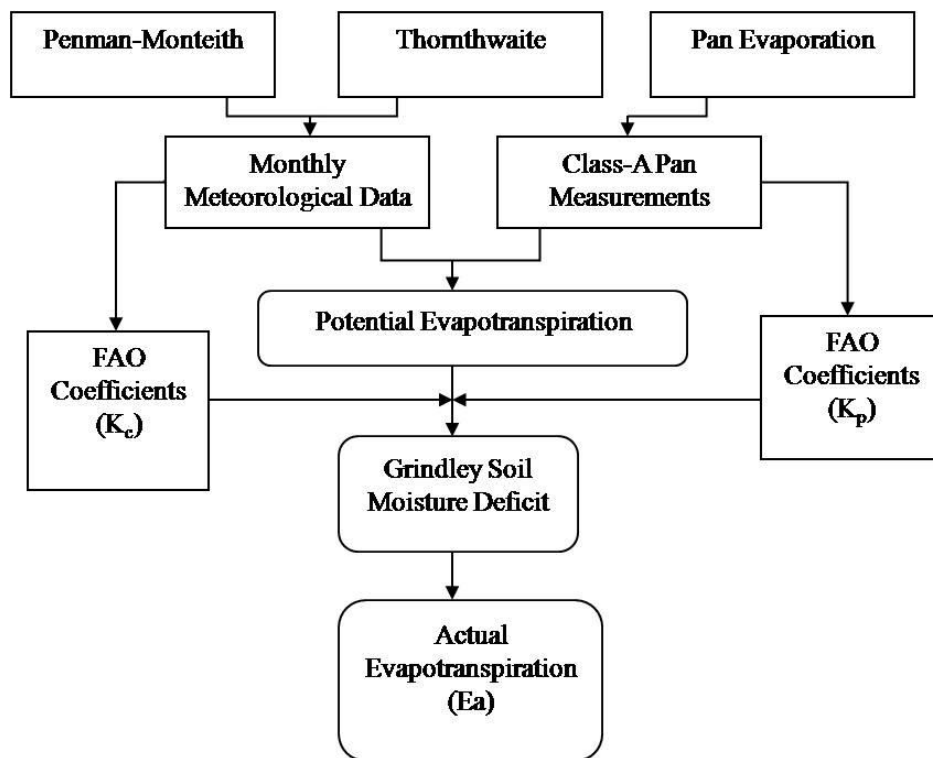 Penman-Monteith
Thornthwaite
Pan Evaporation
Monthly
Meteorological Data
Class-A Pan
Measurements
Potential Evapotranspiration
FAO
Coefficients
(Kc)
FAO
Coefficients
(Kp)
Grindley Soil
Moisture Deficit
Actual
Evapotranspiration
(Ea)